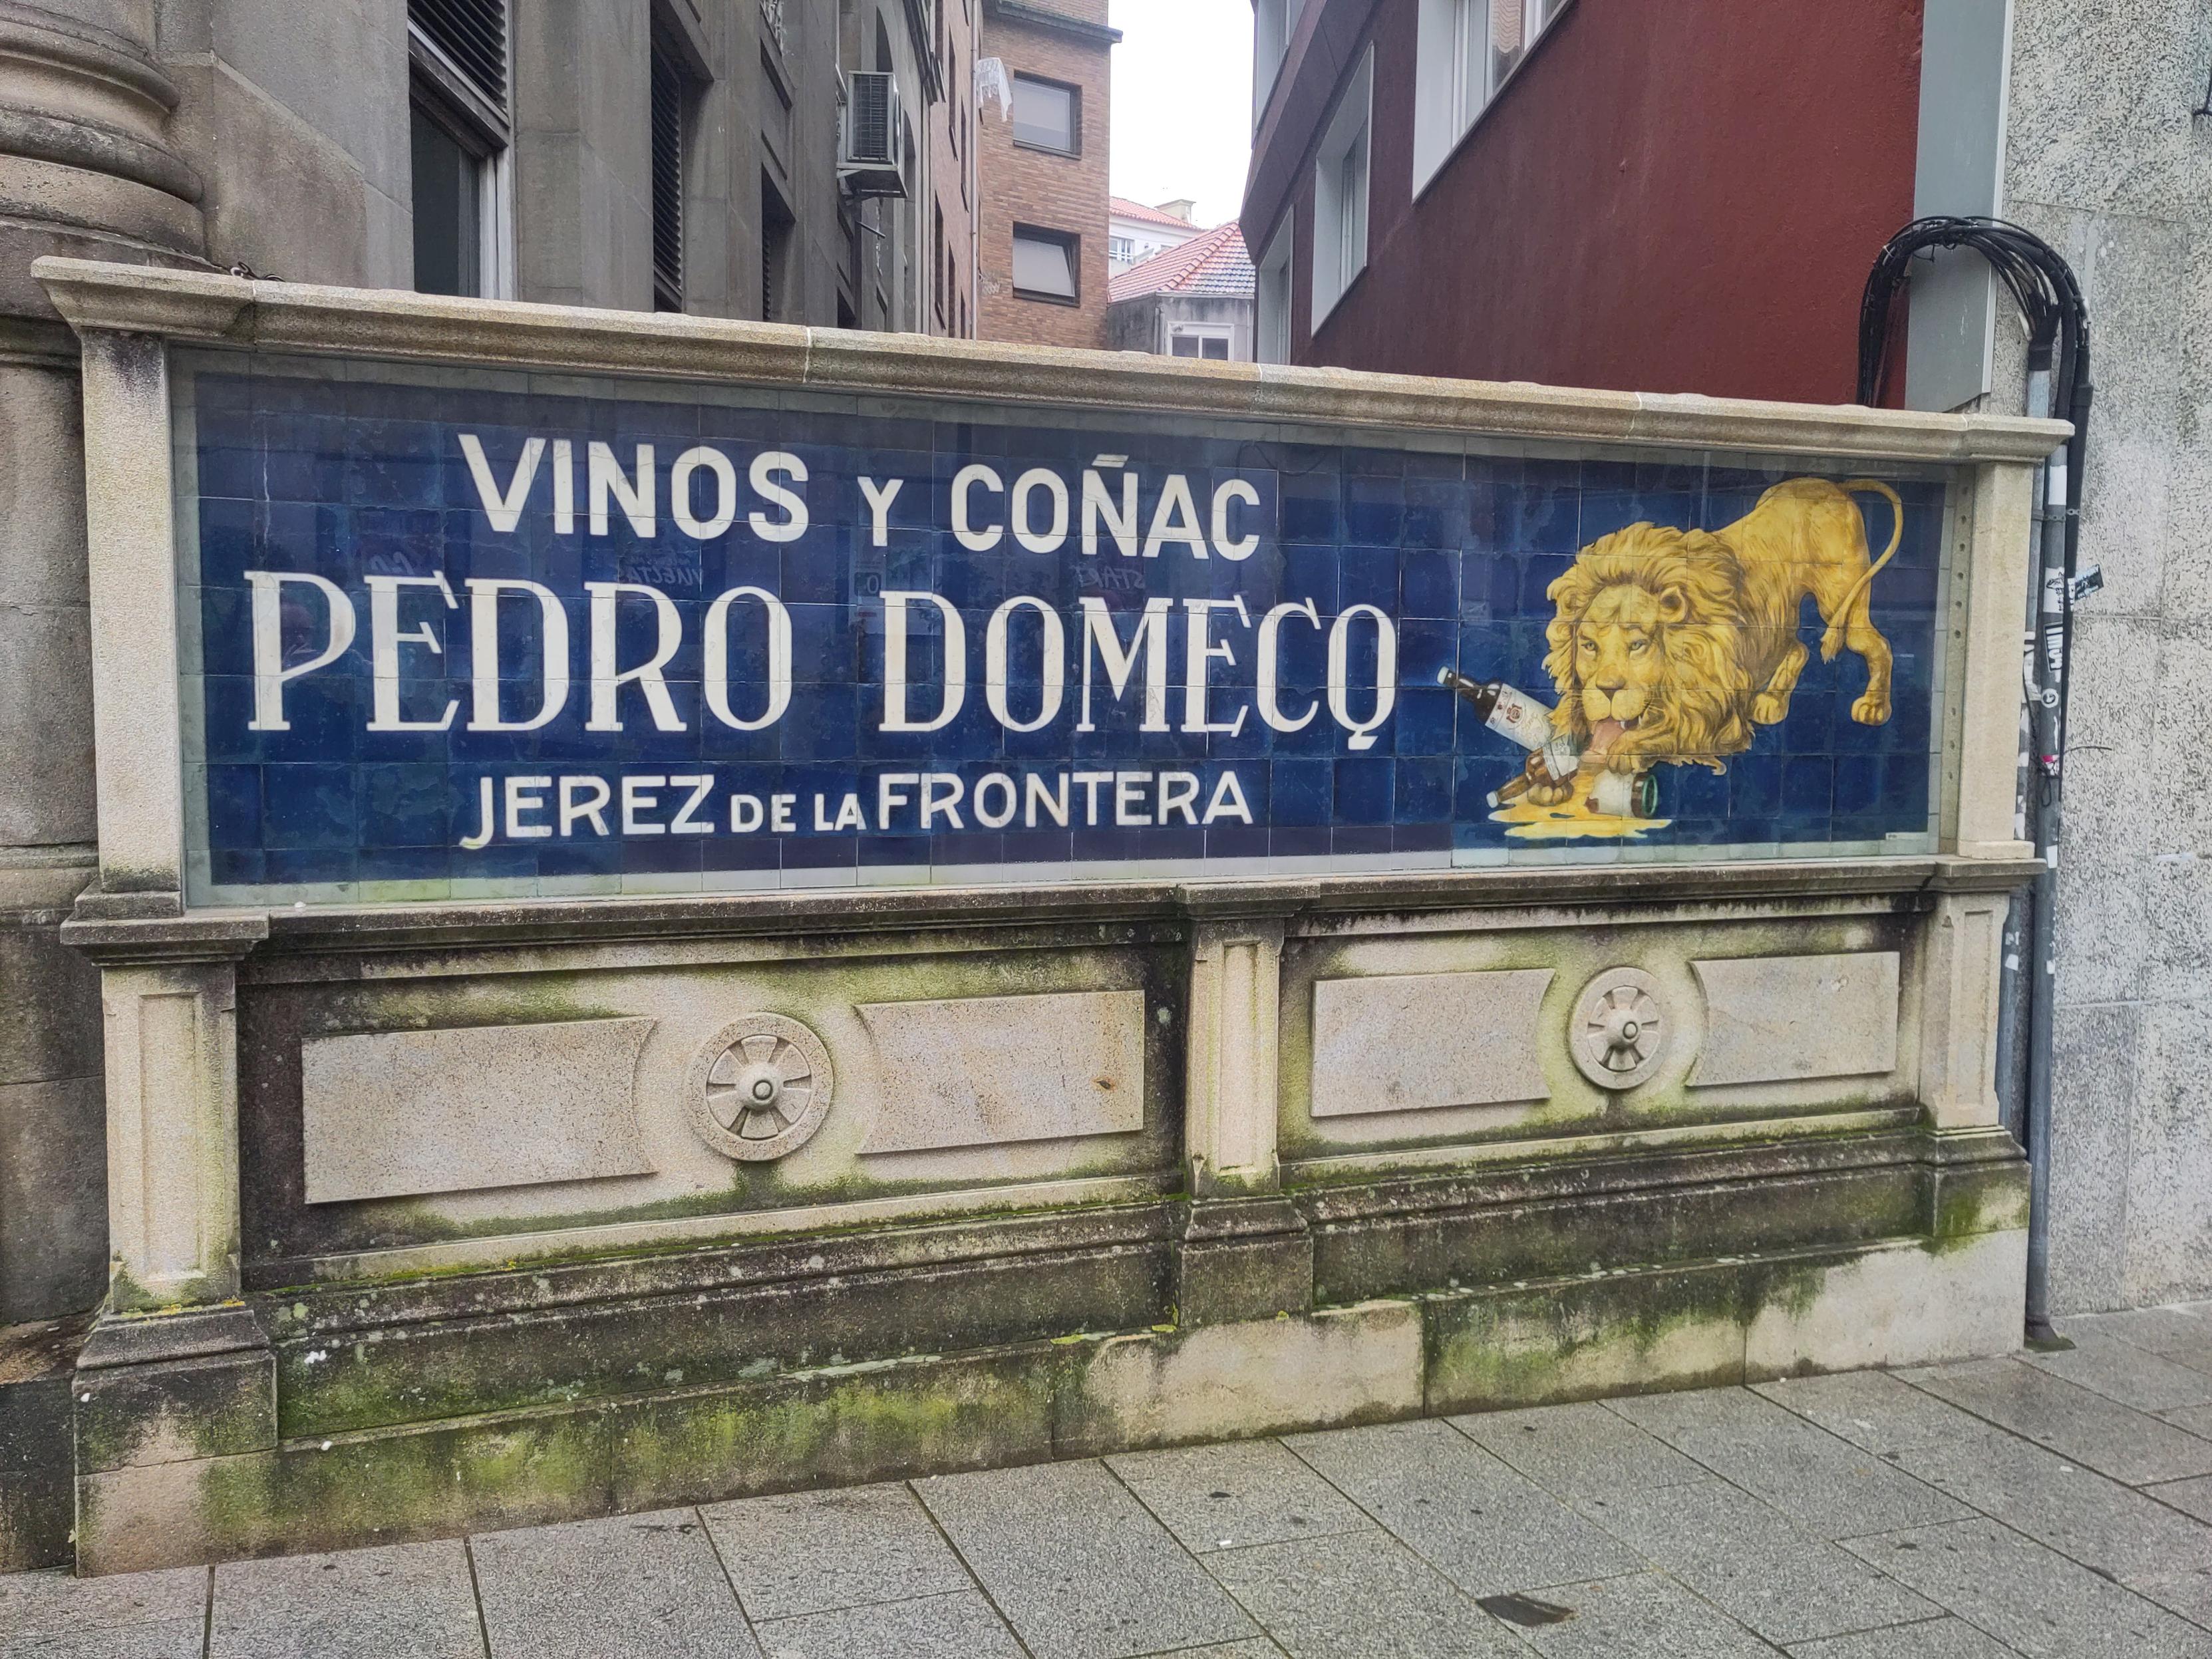 VINOS Y COÑAC
PEDRO DOMECQ
JEREZ DE LA FRONTERA